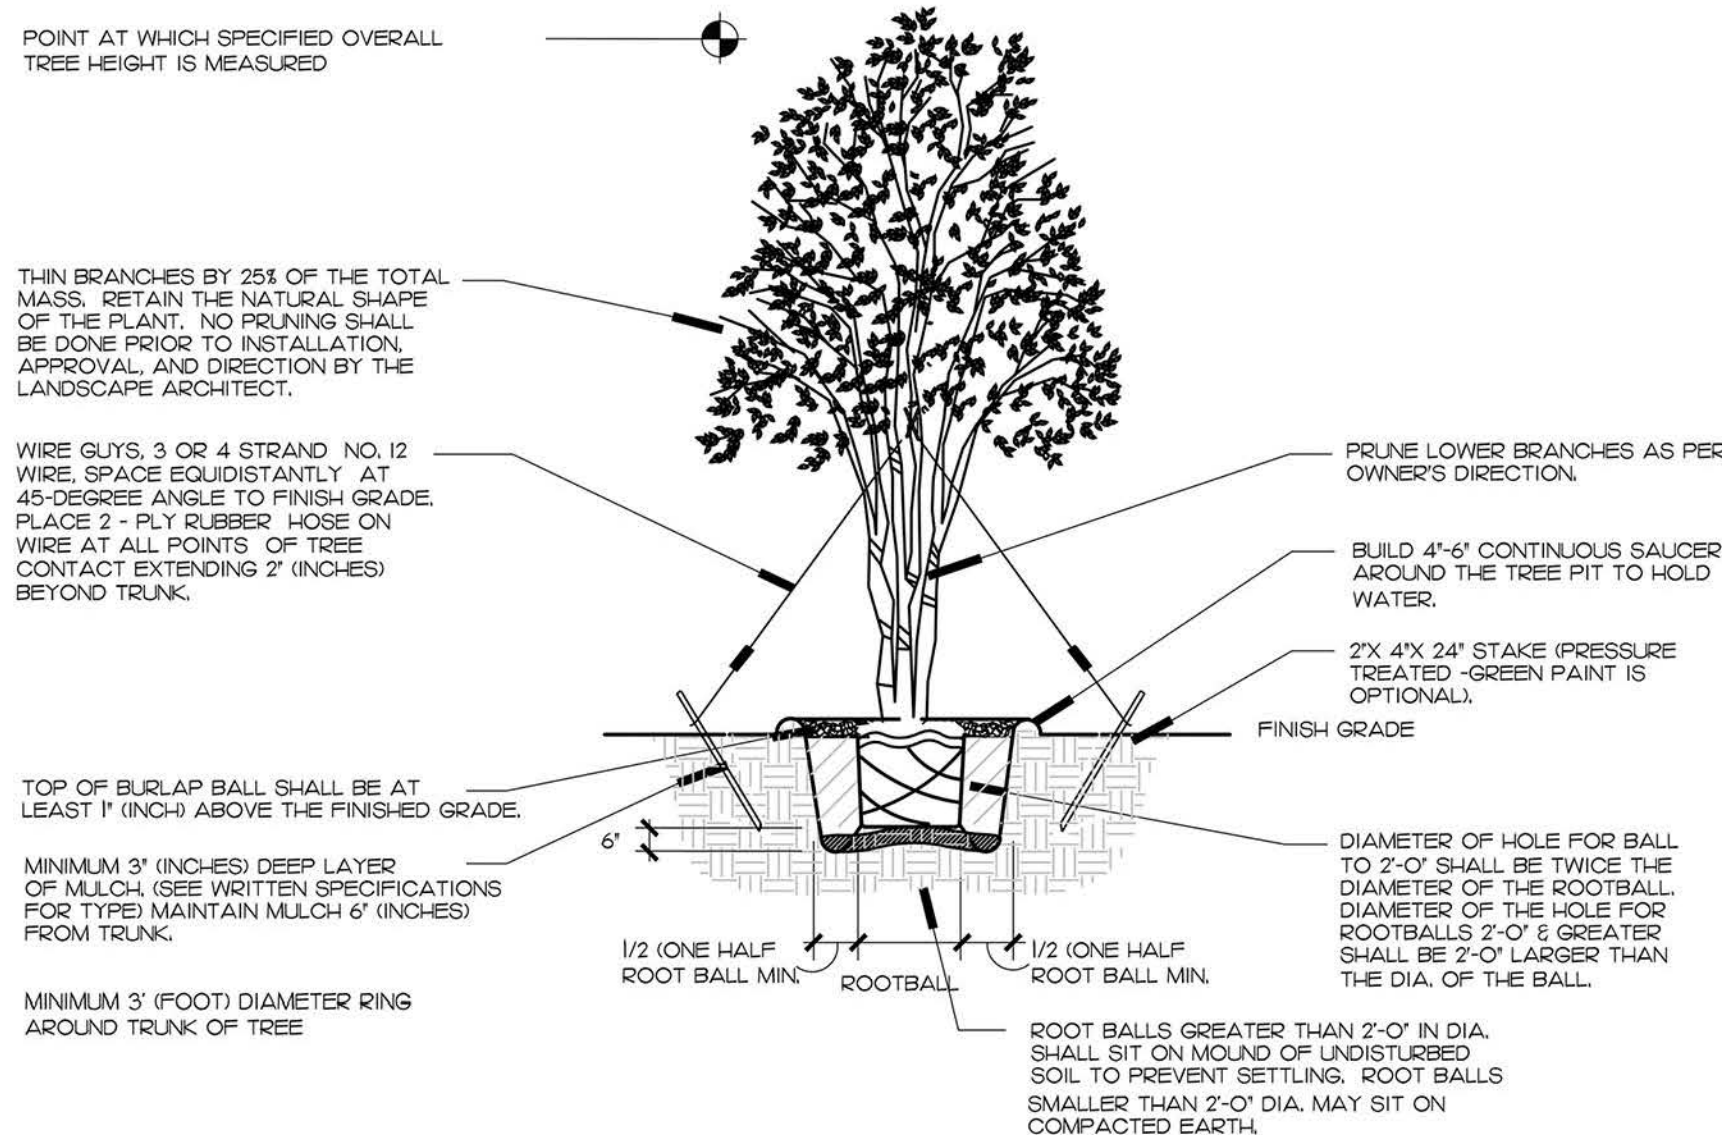 POINT AT WHICH SPECIFIED OVERALL
TREE HEIGHT IS MEASURED
THIN BRANCHES BY 25% OF THE TOTAL
MASS. RETAIN THE NATURAL SHAPE
OF THE PLANT. NO PRUNING SHALL
BE DONE PRIOR TO INSTALLATION,
APPROVAL, AND DIRECTION BY THE
LANDSCAPE ARCHITECT.
WIRE GUYS, 3 OR 4 STRAND NO. 12
WIRE, SPACE EQUIDISTANTLY AT
45-DEGREE ANGLE TO FINISH GRADE.
PLACE 2 - PLY RUBBER HOSE ON
WIRE AT ALL POINTS OF TREE
CONTACT EXTENDING 2" (INCHES)
BEYOND TRUNK.
TOP OF BURLAP BALL SHALL BE AT
LEAST 1" (INCH) ABOVE THE FINISHED GRADE.
MINIMUM 3" (INCHES) DEEP LAYER
OF MULCH. (SEE WRITTEN SPECIFICATIONS
FOR TYPE) MAINTAIN MULCH 6" (INCHES)
FROM TRUNK.
MINIMUM 3' (FOOT) DIAMETER RING
AROUND TRUNK OF TREE
6"
1/2 (ONE HALF
ROOT BALL MIN.
ROOTBALL
1/2 (ONE HALF
ROOT BALL MIN.
PRUNE LOWER BRANCHES AS PER
OWNER'S DIRECTION.
BUILD 4"-6" CONTINUOUS SAUCER
AROUND THE TREE PIT TO HOLD
WATER.
2"X 4"X 24" STAKE (PRESSURE
TREATED -GREEN PAINT IS
OPTIONAL).
FINISH GRADE
DIAMETER OF HOLE FOR BALL
TO 2'-0" SHALL BE TWICE THE
DIAMETER OF THE ROOTBALL.
DIAMETER OF THE HOLE FOR
ROOTBALLS 2'-0" & GREATER
SHALL BE 2'-0" LARGER THAN
THE DIA. OF THE BALL.
ROOT BALLS GREATER THAN 2'-0" IN DIA.
SHALL SIT ON MOUND OF UNDISTURBED
SOIL TO PREVENT SETTLING. ROOT BALLS
SMALLER THAN 2'-0" DIA. MAY SIT ON
COMPACTED EARTH.